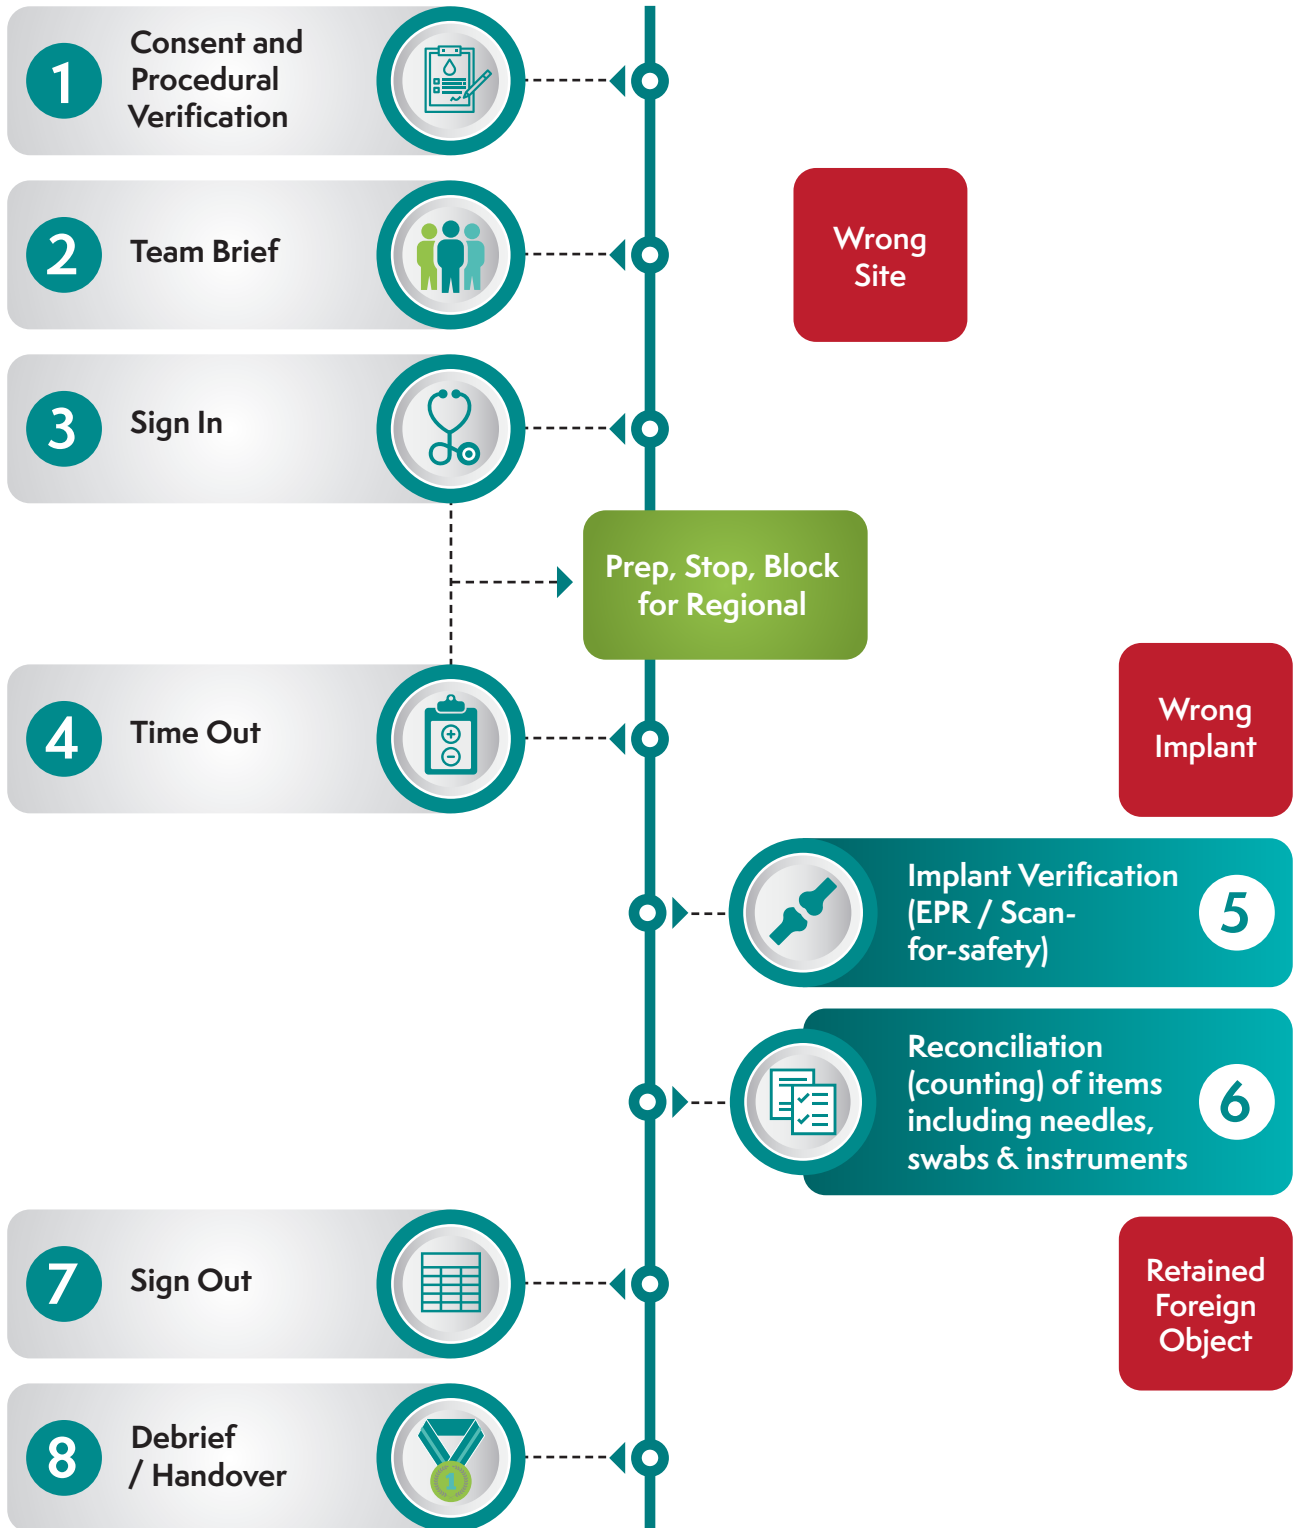 1
Consent and
Procedural
Verification
2
Team Brief
Wrong
Site
3
Sign In
Prep, Stop, Block
for Regional
4
Time Out
Wrong
Implant
Implant Verification
(EPR / Scan-
for-safety)
5
Reconciliation
(counting) of items
including needles,
swabs & instruments
6
7
Sign Out
Retained
Foreign
Object
8
Debrief
/ Handover
1